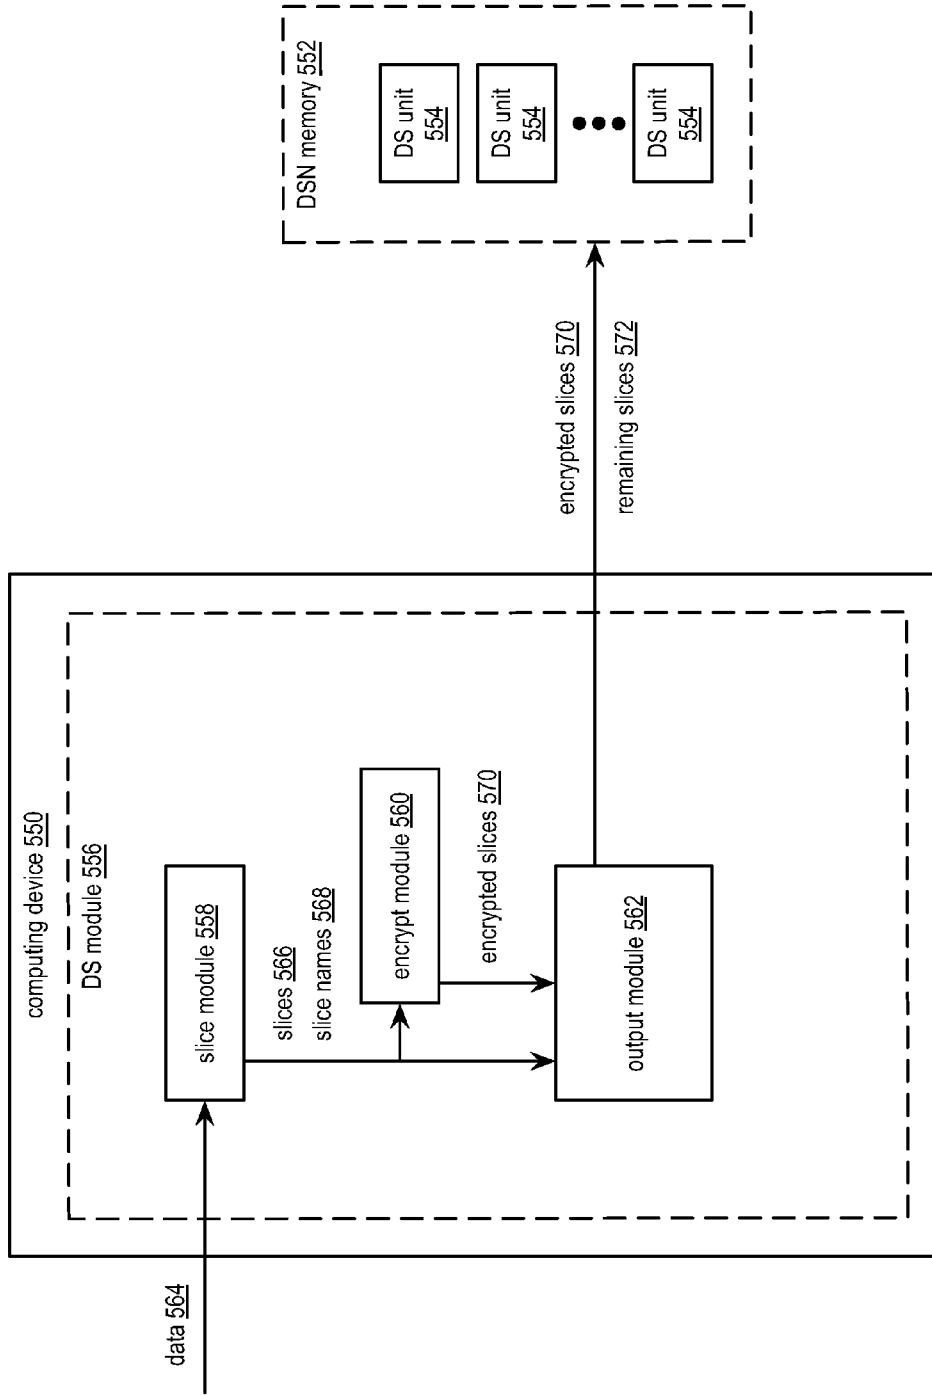 computing device 550
DS module 556
data 564
slice module 558
slices 566
slice names 568
encrypt module 560
encrypted slices 570
output module 562
encrypted slices 570
remaining slices 572
DSN memory 552
DS unit
554
DS unit
554
DS unit
554